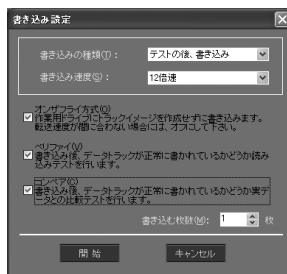 書き込み設定
書き込みの種類(T)： テストの後、書き込み
書き込み速度(S)： 12倍速
オンザフライ方式(O)
作業用ドライブにトラックイメージを作成せずに書き込みます。
転送速度が間に合わない場合には、オフにして下さい。
ベリファイ(V)
書き込み後、データトラックが正常に書かれているかどうか読み
込みテストを行います。
コンペア(C)
書き込み後、データトラックが正常に書かれているかどうか実デ
ータとの比較テストを行います。
書き込む枚数(M)： 1 枚
開始 キャンセル